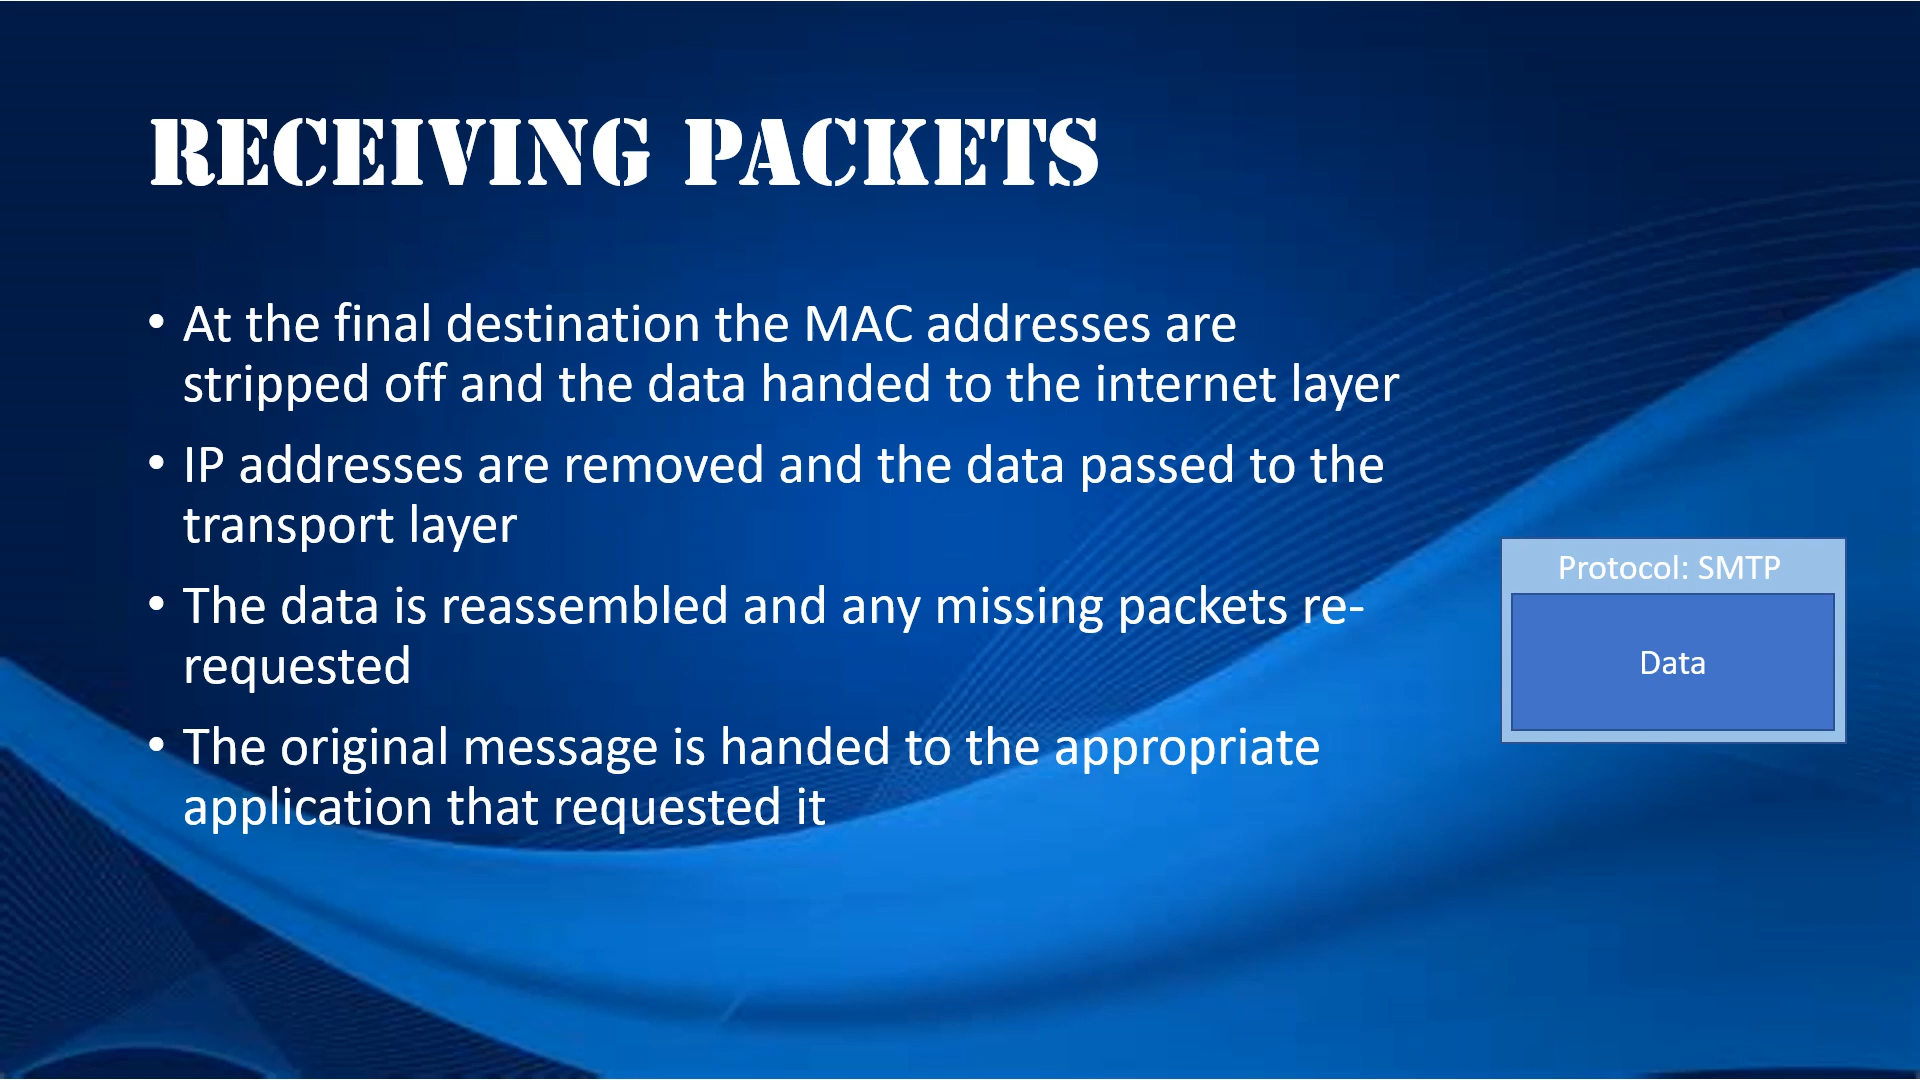 RECEIVING PACKETS
• At the final destination the MAC addresses are
stripped off and the data handed to the internet layer
• IP addresses are removed and the data passed to the
transport layer
• The data is reassembled and any missing packets re-
requested
• The original message is handed to the appropriate
application that requested it
Protocol: SMTP
Data